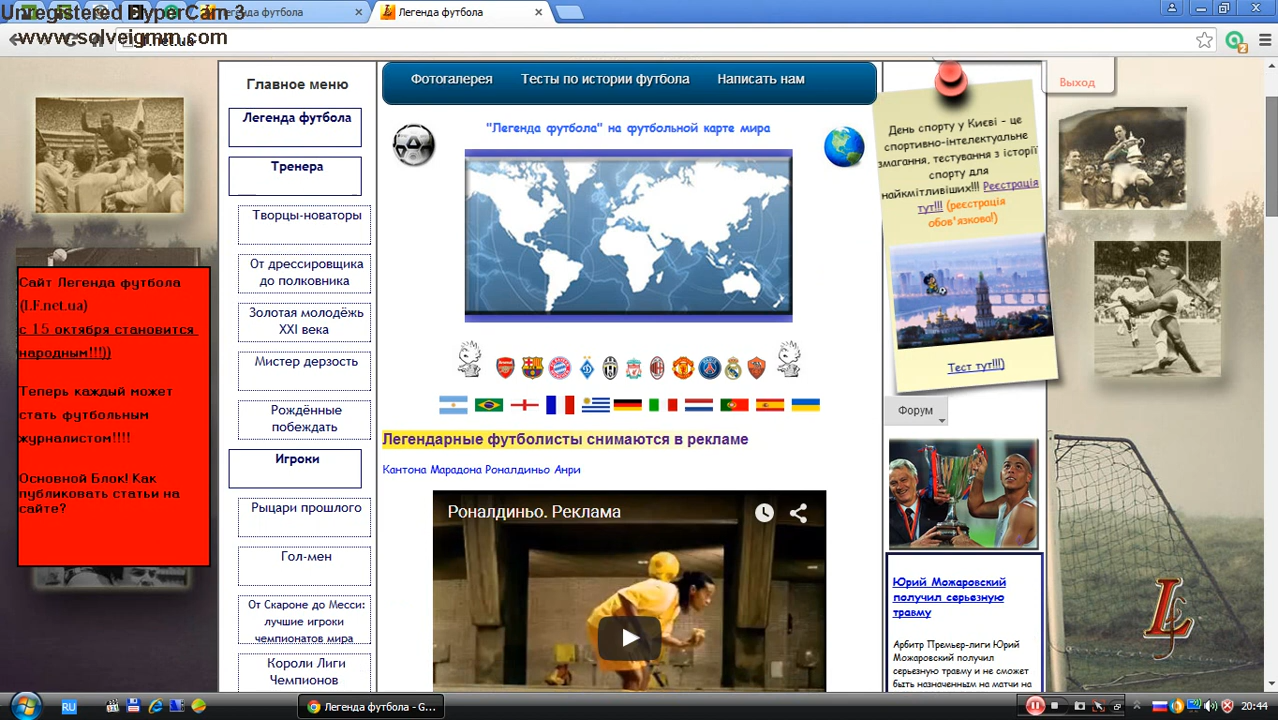 Unregistered HyperCam 3
www.solveigmm.com
Легенда футбола
Легенда футбола
lf.net.ua
2
Главное меню
Легенда футбола
Тренера
Творцы-новаторы
От дрессировщика
до полковника
Золотая молодёжь
XXI века
Мистер дерзость
Рождённые
побеждать
Игроки
Рыцари прошлого
Гол-мен
От Скароне до Месси:
лучшие игроки
чемпионатов мира
Короли Лиги
Чемпионов
Сайт Легенда футбола
(l.F.net.ua)
с 15 октября становится
народным!!!))
Теперь каждый может
стать футбольным
журналистом!!!!
Основной Блок! Как
публиковать статьи на
сайте?
Фотогалерея Тесты по истории футбола Написать нам
"Легенда футбола" на футбольной карте мира
Легендарные футболисты снимаются в рекламе
Кантона Марадона Роналдиньо Анри
Роналдиньо. Реклама
Выход
День спорту у Києві - це
спортивно-інтелектуальне
змагання, тестування з історії
спорту для
найкмітливіших!!! Реєстрація
тут!!! (реєстрація
обов'язкова!)
Тест тут!!!)
Форум
Юрий Можаровский
получил серьезную
травму
Арбитр Премьер-лиги Юрий
Можаровский получил
серьезную травму и не сможет
быть назначенным на матчи на
Lf
RU
Легенда футбола - G...
20:44